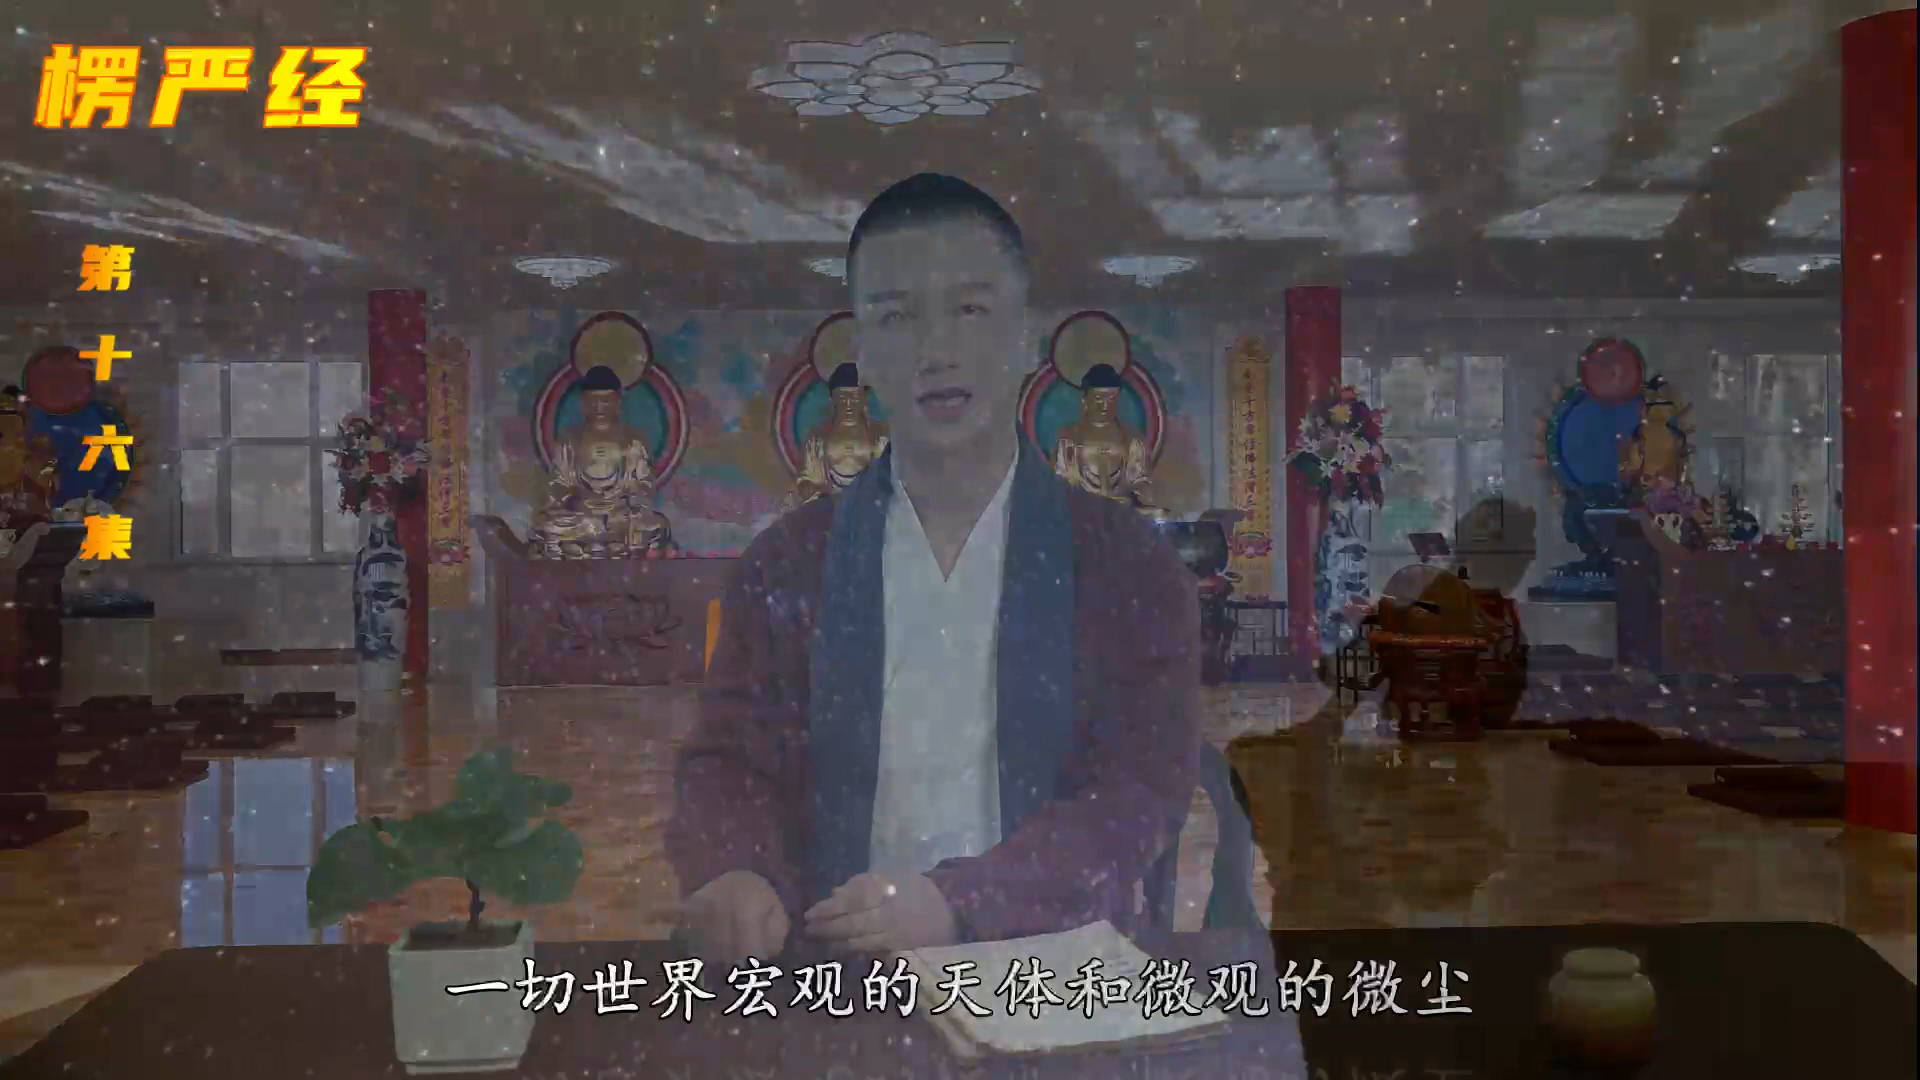 楞严经
第十六集
一切世界宏观的天体和微观的微尘